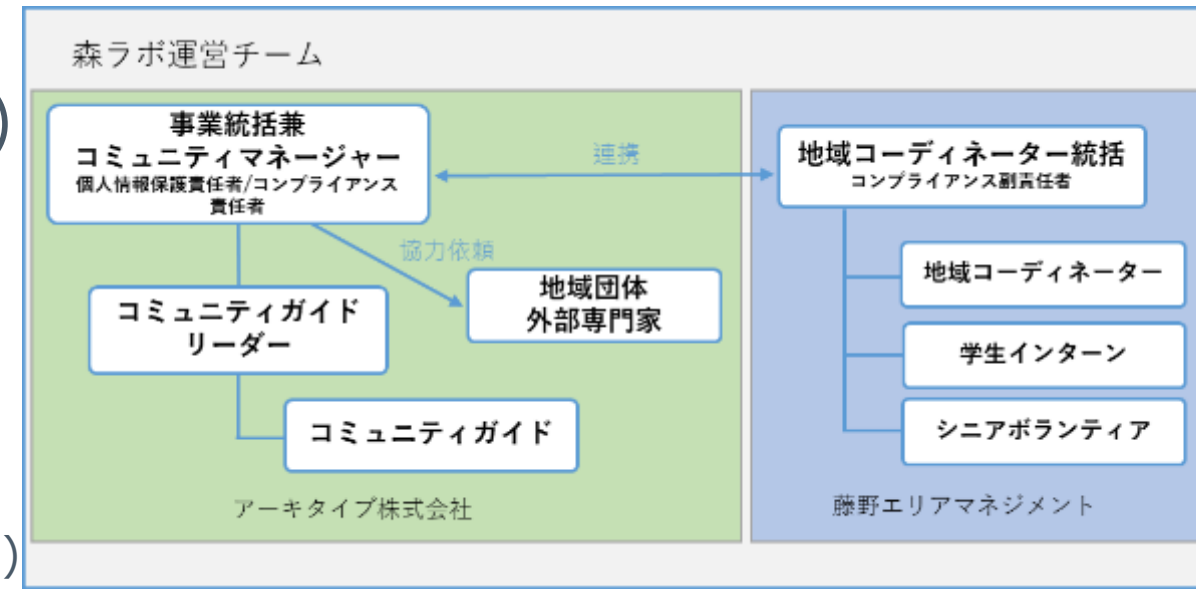 森ラボ運営チーム
)
事業統括兼
コミュニティマネージャー
個人情報保護責任者/コンプライアンス
責任者
連携
地域コーディネーター統括
コンプライアンス副責任者
協力依頼
地域団体
外部専門家
地域コーディネーター
コミュニティガイド
リーダー
学生インターン
コミュニティガイド
シニアボランティア
アーキタイプ株式会社
藤野エリアマネジメント
)